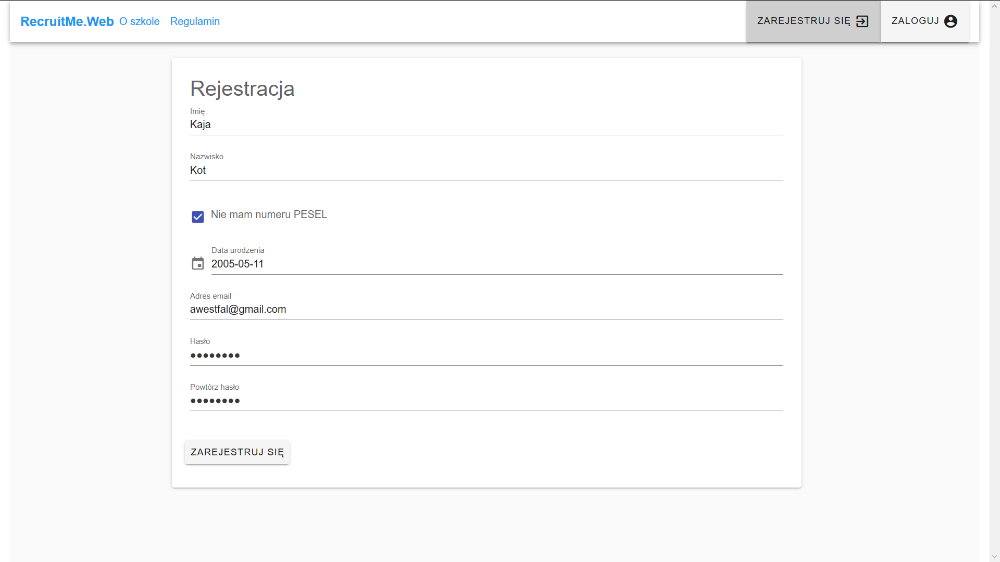 RecruitMe.Web O szkole Regulamin ZAREJESTRUJ SIĘ ZALOGUJ
Rejestracja
Imię
Kaja
Nazwisko
Kot
Nie mam numeru PESEL
Data urodzenia
2005-05-11
Adres email
awestfal@gmail.com
Hasło
••••••••
Powtórz hasło
••••••••
ZAREJESTRUJ SIĘ